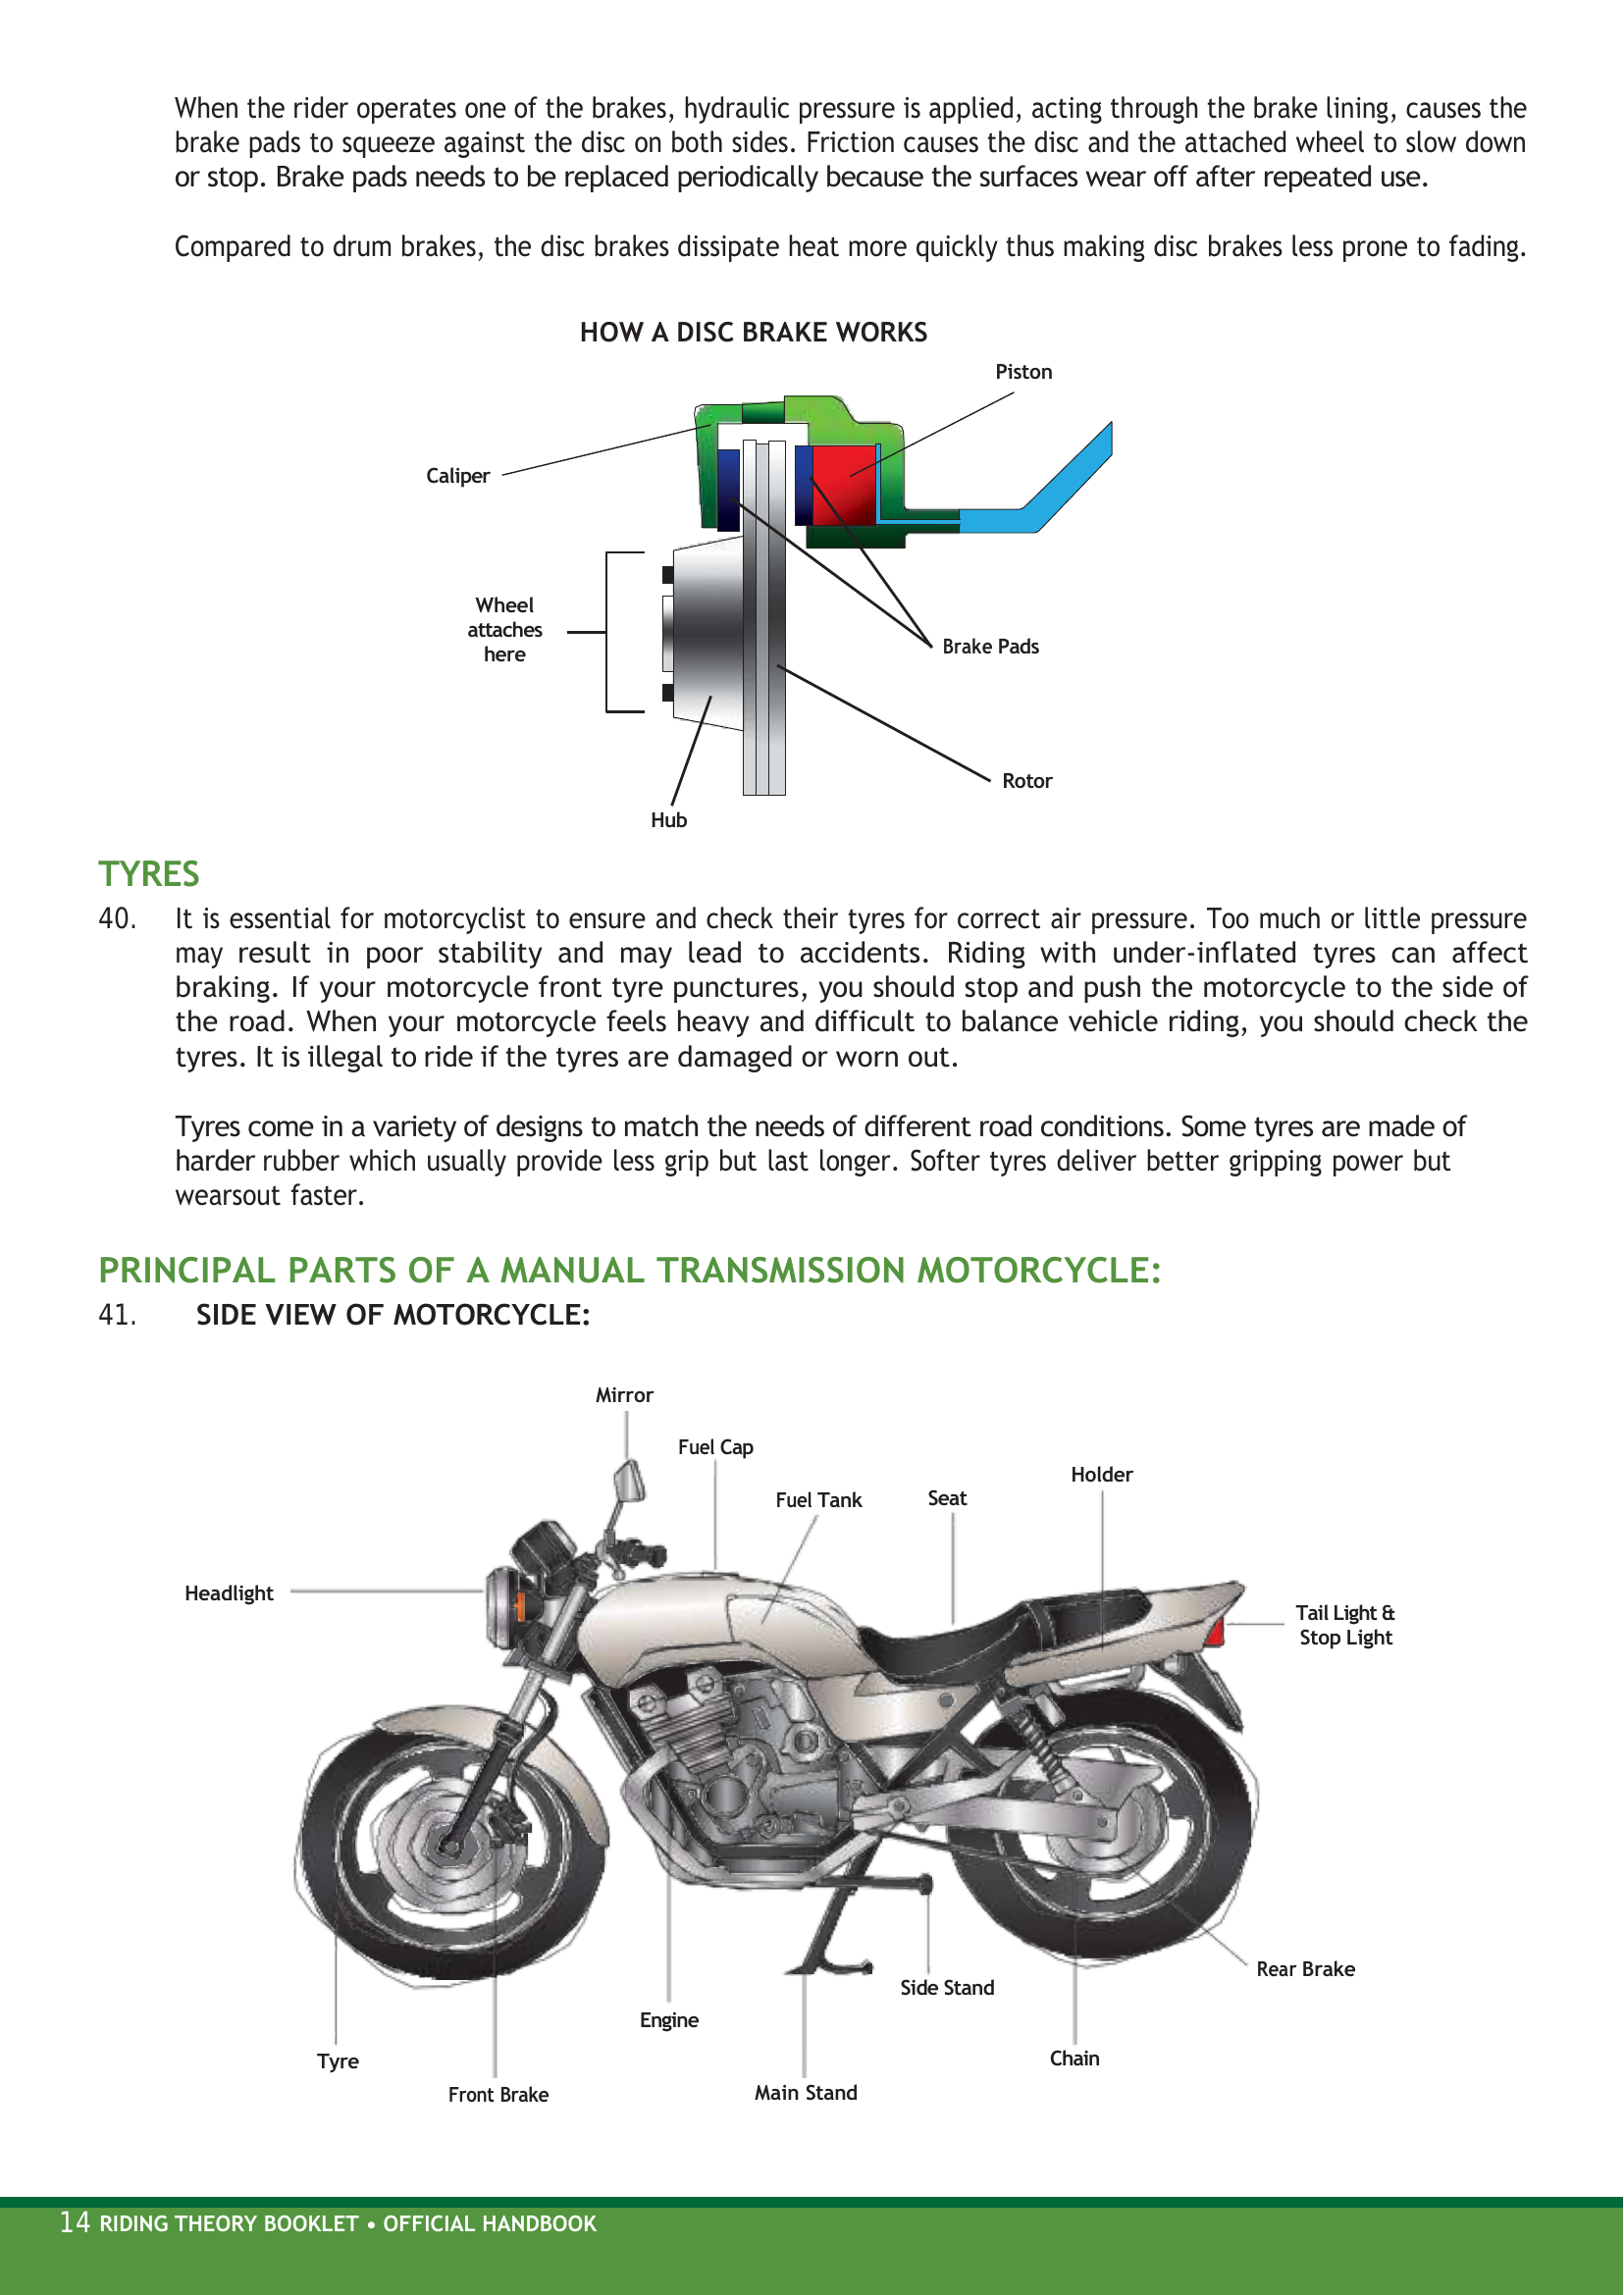 When the rider operates one of the brakes, hydraulic pressure is applied, acting through the brake lining, causes the
brake pads to squeeze against the disc on both sides. Friction causes the disc and the attached wheel to slow down
or stop. Brake pads needs to be replaced periodically because the surfaces wear off after repeated use.
Compared to drum brakes, the disc brakes dissipate heat more quickly thus making disc brakes less prone to fading.
HOW A DISC BRAKE WORKS
Piston
Caliper
Wheel
attaches
here
Brake Pads
Rotor
Hub
TYRES
40. It is essential for motorcyclist to ensure and check their tyres for correct air pressure. Too much or little pressure
may result in poor stability and may lead to accidents. Riding with under-inflated tyres can affect
braking. If your motorcycle front tyre punctures, you should stop and push the motorcycle to the side of
the road. When your motorcycle feels heavy and difficult to balance vehicle riding, you should check the
tyres. It is illegal to ride if the tyres are damaged or worn out.
Tyres come in a variety of designs to match the needs of different road conditions. Some tyres are made of
harder rubber which usually provide less grip but last longer. Softer tyres deliver better gripping power but
wearsout faster.
PRINCIPAL PARTS OF A MANUAL TRANSMISSION MOTORCYCLE:
41. SIDE VIEW OF MOTORCYCLE:
Mirror
Fuel Cap
Holder
Fuel Tank
Seat
Headlight
Tail Light &
Stop Light
Rear Brake
Side Stand
Engine
Chain
Tyre
Main Stand
Front Brake
14 RIDING THEORY BOOKLET • OFFICIAL HANDBOOK